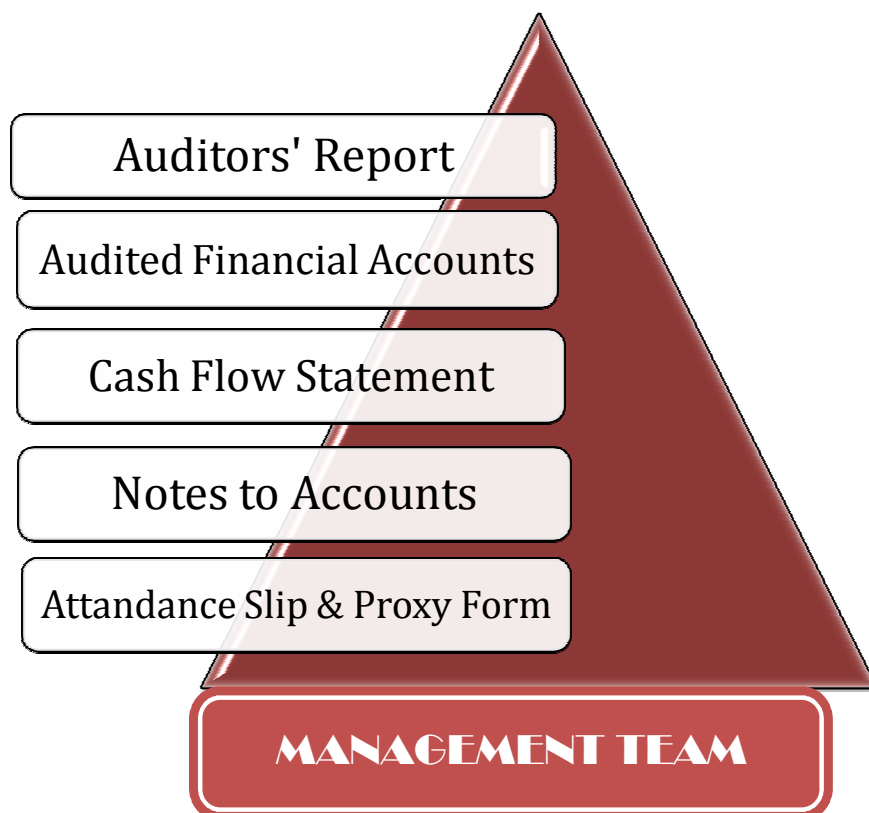 Auditors' Report
Audited Financial Accounts
Cash Flow Statement
Notes to Accounts
Attandance Slip & Proxy Form
MANAGEMENT TEAM